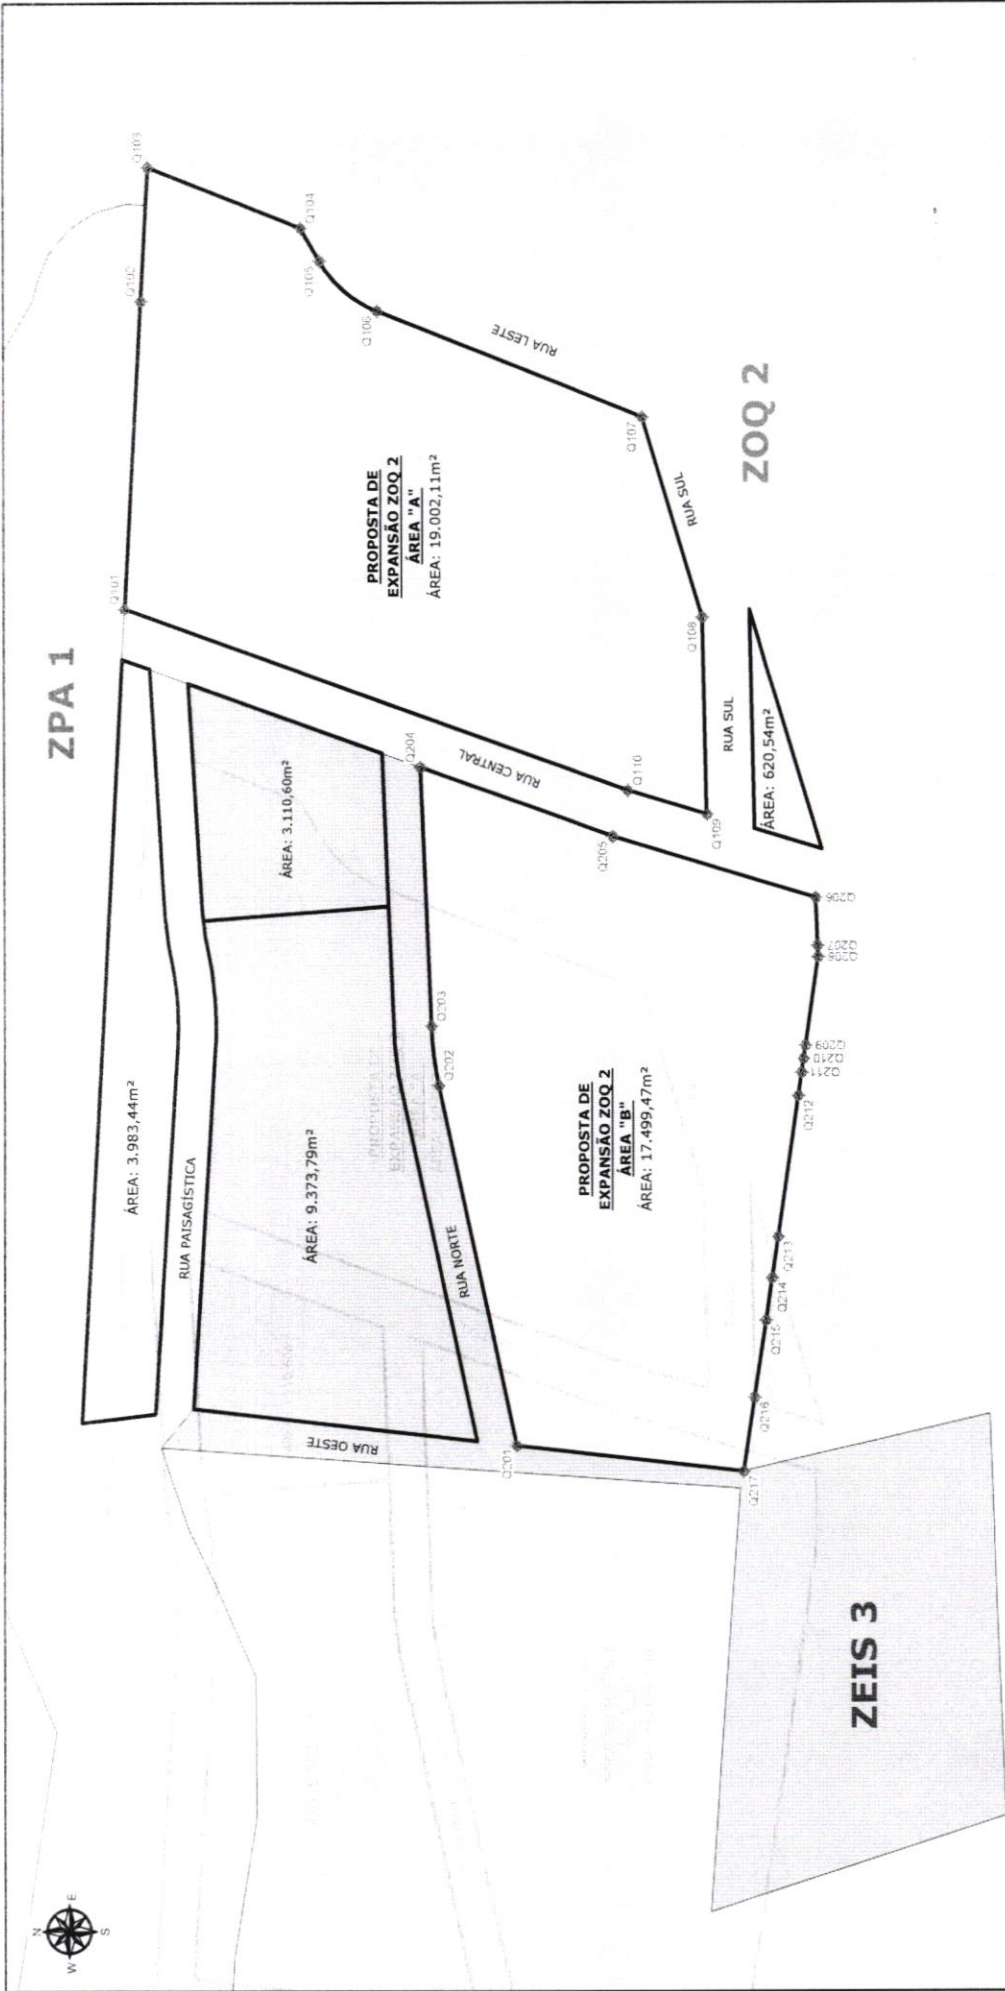 ZPA 1
Q101
Q102
Q103
Q104
Q105
Q106
RUA LESTE
Q107
RUA SUL
Q108
RUA SUL
Q109
Q110
RUA CENTRAL
PROPOSTA DE
EXPANSÃO ZOQ 2
ÁREA "A"
ÁREA: 19.002,11m²
ZOQ 2
ÁREA: 620,54m²
ÁREA: 3.983,44m²
RUA PAISAGÍSTICA
ÁREA: 3.110,60m²
ÁREA: 9.373,79m²
RUA NORTE
RUA OESTE
Q201
Q202
Q203
Q204
Q205
Q206
Q207
Q208
Q209
Q210
Q211
Q212
Q213
Q214
Q215
Q216
Q217
PROPOSTA DE
EXPANSÃO ZOQ 2
ÁREA "B"
ÁREA: 17.499,47m²
ZEIS 3
N
W
E
S